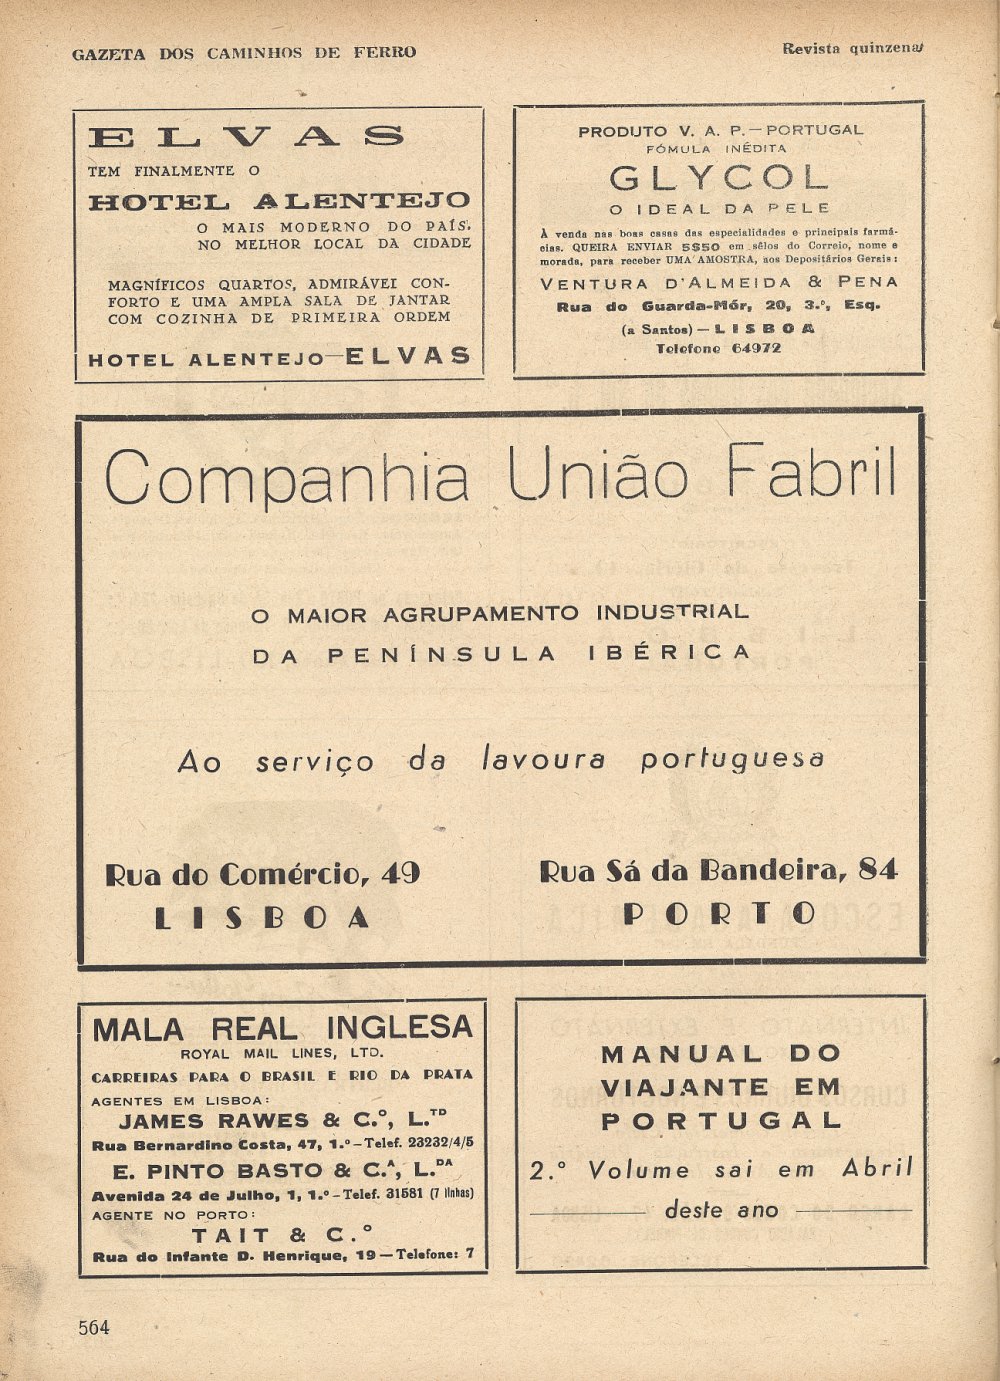 GAZETA DOS CAMINHOS DE FERRO
Revista quinzenal
ELVAS
TEM FINALMENTE O
HOTEL ALENTEJO
O MAIS MODERNO DO PAÍS,
NO MELHOR LOCAL DA CIDADE
MAGNÍFICOS QUARTOS, ADMIRÁVEL CON-
FORTO E UMA AMPLA SALA DE JANTAR
COM COZINHA DE PRIMEIRA ORDEM
HOTEL ALENTEJO—ELVAS
PRODUTO V. A. P.—PORTUGAL
FÓMULA INÉDITA
GLYCOL
O IDEAL DA PELE
À venda nas boas casas das especialidades e principais farmá-
cias. QUEIRA ENVIAR 5$50 em sêlos do Correio, nome e
morada, para receber UMA AMOSTRA, aos Depositários Gerais:
VENTURA D'ALMEIDA & PENA
Rua do Guarda-Mór, 20, 3.º, Esq.
(a Santos) — LISBOA
Telefone 64972
Companhia União Fabril
O MAIOR AGRUPAMENTO INDUSTRIAL
DA PENÍNSULA IBÉRICA
Ao serviço da lavoura portuguesa
Rua do Comércio, 49
LISBOA
Rua Sá da Bandeira, 84
PORTO
MALA REAL INGLESA
ROYAL MAIL LINES, LTD.
CARREIRAS PARA O BRASIL E RIO DA PRATA
AGENTES EM LISBOA:
JAMES RAWES & C.º, L.TD
Rua Bernardino Costa, 47, 1.º – Telef. 23232/4/5
E. PINTO BASTO & C.A, L.DA
Avenida 24 de Julho, 1, 1.º – Telef. 31581 (7 linhas)
AGENTE NO PORTO:
TAIT & C.º
Rua do Infante D. Henrique, 19 — Telefone: 7
MANUAL DO
VIAJANTE EM
PORTUGAL
2.º Volume sai em Abril
deste ano
564